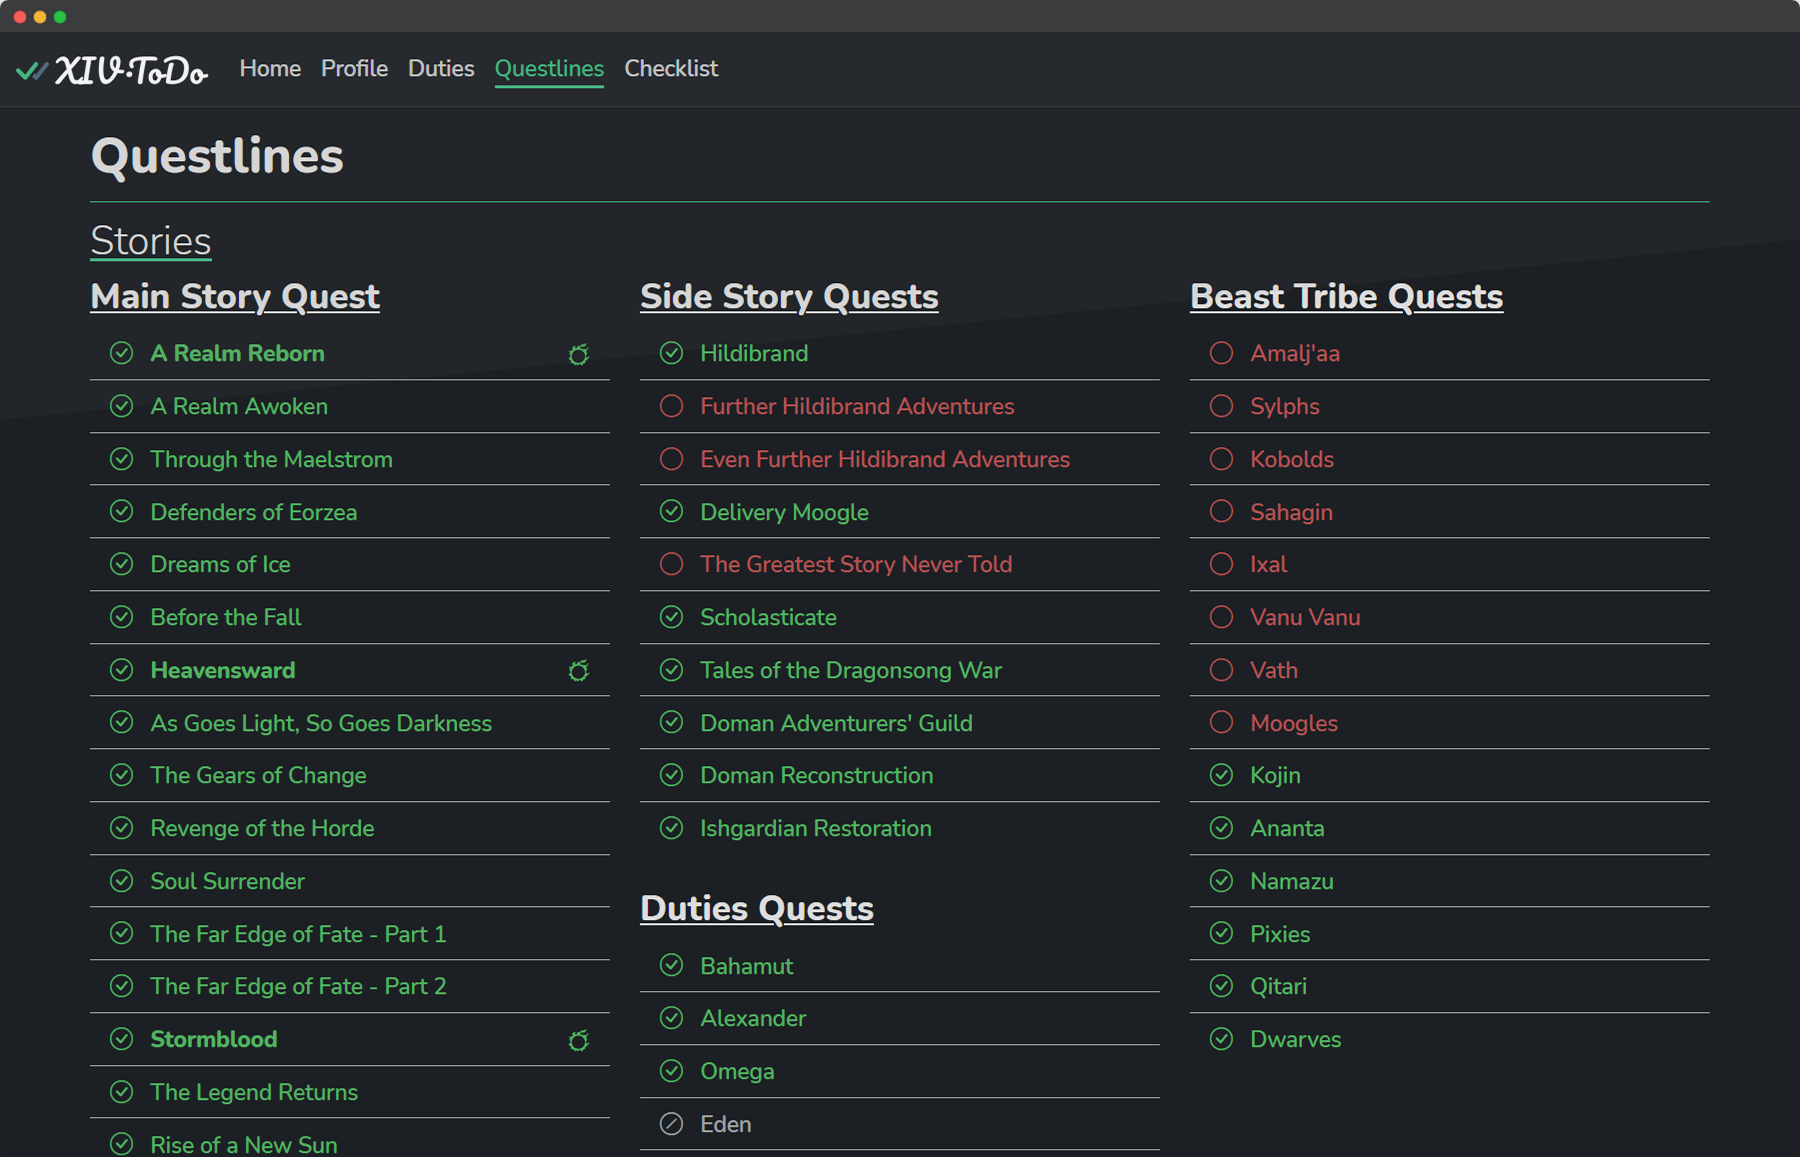 XIV·ToDo
Home
Profile
Duties
Questlines
Checklist
Questlines
Stories
Main Story Quest
A Realm Reborn
A Realm Awoken
Through the Maelstrom
Defenders of Eorzea
Dreams of Ice
Before the Fall
Heavensward
As Goes Light, So Goes Darkness
The Gears of Change
Revenge of the Horde
Soul Surrender
The Far Edge of Fate - Part 1
The Far Edge of Fate - Part 2
Stormblood
The Legend Returns
Rise of a New Sun
Side Story Quests
Hildibrand
Further Hildibrand Adventures
Even Further Hildibrand Adventures
Delivery Moogle
The Greatest Story Never Told
Scholasticate
Tales of the Dragonsong War
Doman Adventurers' Guild
Doman Reconstruction
Ishgardian Restoration
Duties Quests
Bahamut
Alexander
Omega
Eden
Beast Tribe Quests
Amalj'aa
Sylphs
Kobolds
Sahagin
Ixal
Vanu Vanu
Vath
Moogles
Kojin
Ananta
Namazu
Pixies
Qitari
Dwarves